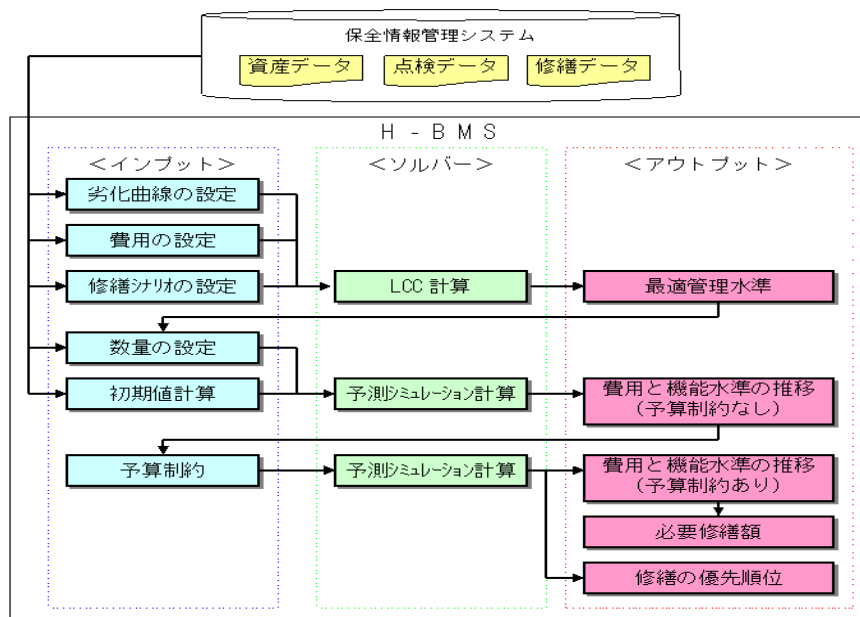 保全情報管理システム
資産データ
点検データ
修繕データ
H-BMS
＜インプット＞
＜ソルバー＞
＜アウトプット＞
劣化曲線の設定
費用の設定
修繕ｼﾅﾘｵの設定
LCC 計算
最適管理水準
数量の設定
初期値計算
予測ｼﾐｭﾚｰｼｮﾝ計算
費用と機能水準の推移
(予算制約なし)
予算制約
予測ｼﾐｭﾚｰｼｮﾝ計算
費用と機能水準の推移
(予算制約あり)
必要修繕額
修繕の優先順位